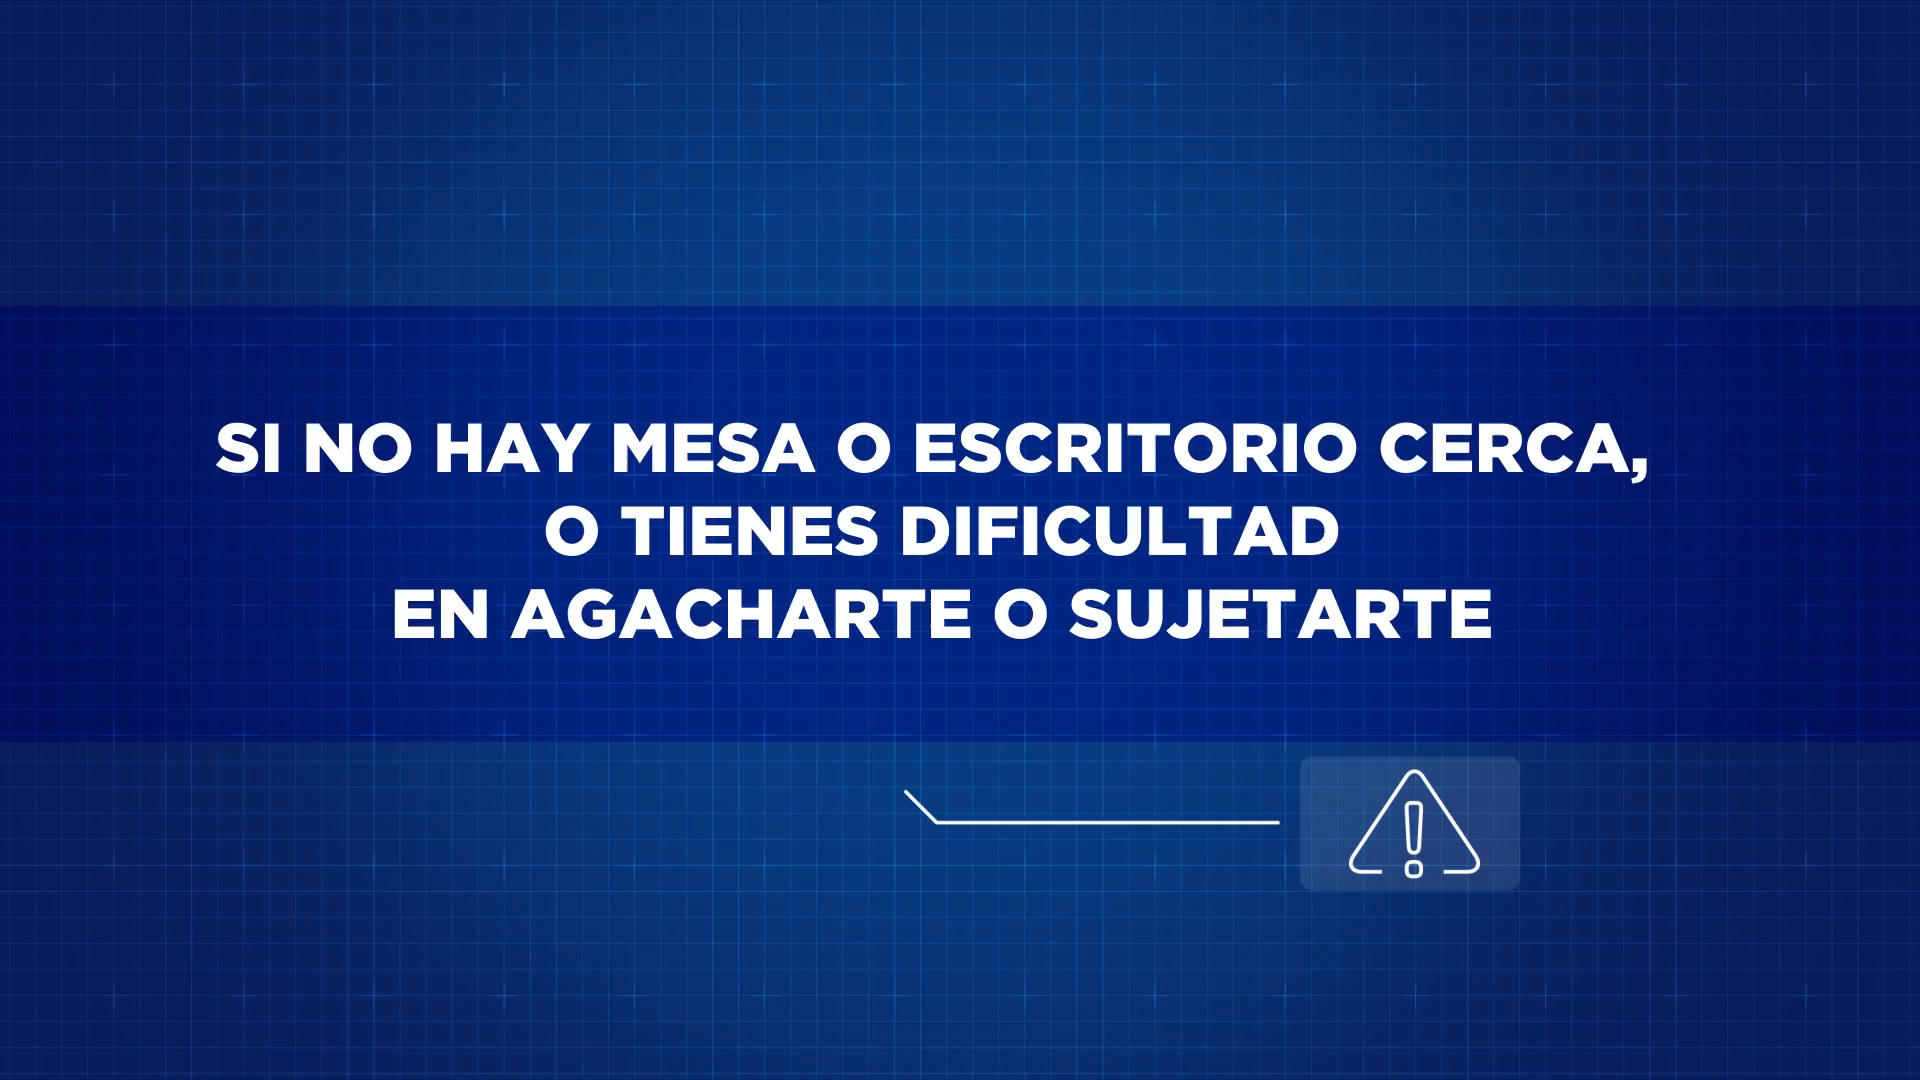 SI NO HAY MESA O ESCRITORIO CERCA,
O TIENES DIFICULTAD
EN AGACHARTE O SUJETARTE